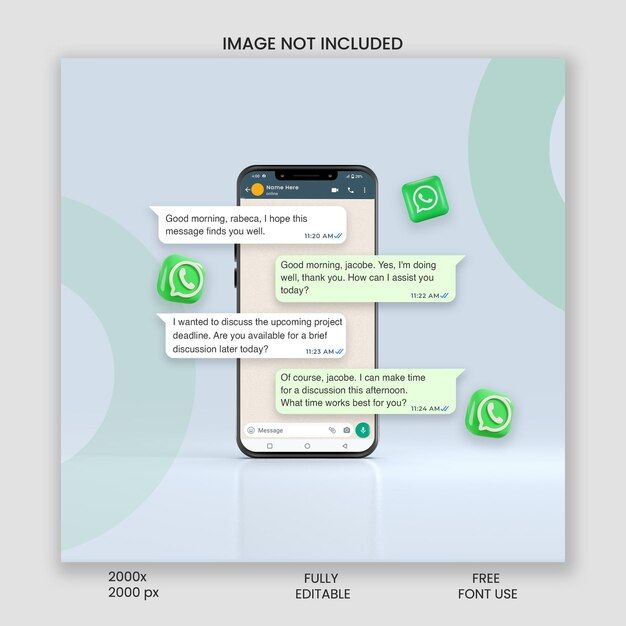 IMAGE NOT INCLUDED
4:00
20%
Name Here
online
Good morning, rabeca, I hope this
message finds you well.
11:20 AM
Good morning, jacobe. Yes, I'm doing
well, thank you. How can I assist you
today?
11:22 AM
I wanted to discuss the upcoming project
deadline. Are you available for a brief
discussion later today?
11:23 AM
Of course, jacobe. I can make time
for a discussion this afternoon.
What time works best for you?
11:24 AM
Message
2000x
2000 px
FULLY
EDITABLE
FREE
FONT USE